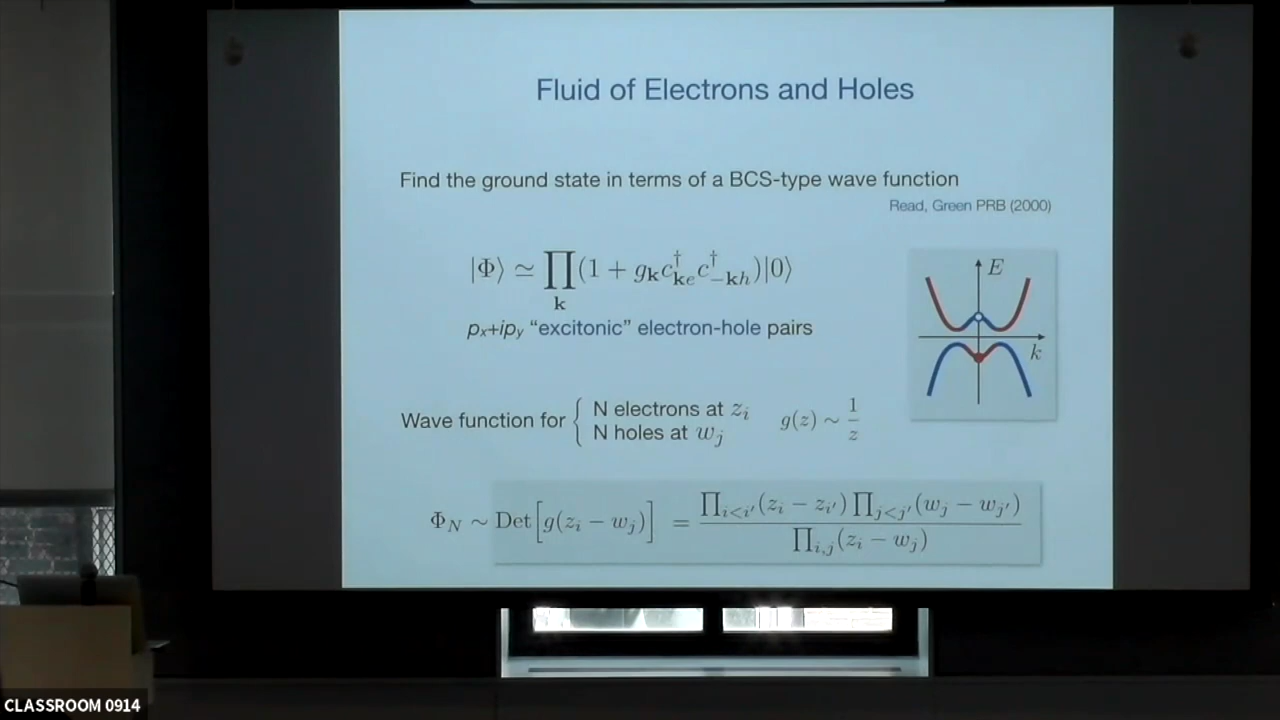 Fluid of Electrons and Holes
Find the ground state in terms of a BCS-type wave function
Read, Green PRB (2000)
|Φ⟩ ≃ ∏_k (1 + g_k c†_{ke} c†_{-kh})|0⟩
p_x+ip_y “excitonic” electron-hole pairs
E
k
Wave function for { N electrons at z_i
N holes at w_j
g(z) ∼ 1/z
Φ_N ∼ Det[g(z_i − w_j)] = ∏_{i<i'}(z_i − z_{i'}) ∏_{j<j'}(w_j − w_{j'}) / ∏_{i,j}(z_i − w_j)
CLASSROOM 0914